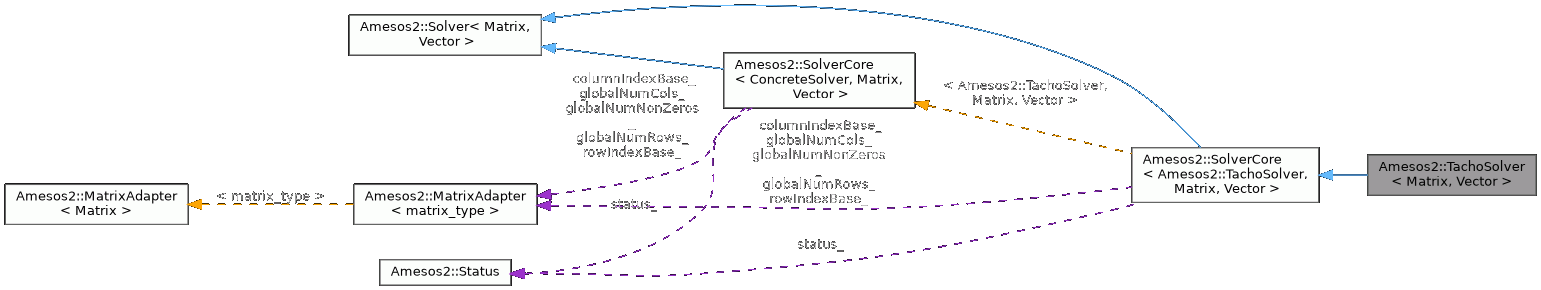 Amesos2::Solver< Matrix,
Vector >
Amesos2::SolverCore
< ConcreteSolver, Matrix,
Vector >
columnIndexBase_
globalNumCols_
globalNumNonZeros
_
globalNumRows_
rowIndexBase_
< Amesos2::TachoSolver,
Matrix, Vector >
columnIndexBase_
globalNumCols_
globalNumNonZeros
_
globalNumRows_
rowIndexBase_
Amesos2::SolverCore
< Amesos2::TachoSolver,
Matrix, Vector >
Amesos2::TachoSolver
< Matrix, Vector >
Amesos2::MatrixAdapter
< Matrix >
< matrix_type >
Amesos2::MatrixAdapter
< matrix_type >
status_
status_
Amesos2::Status